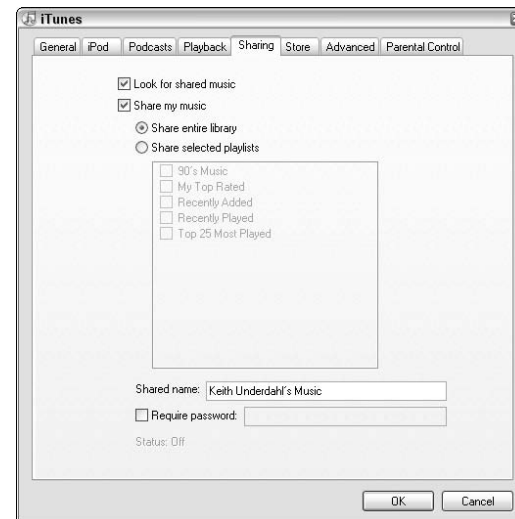 iTunes
General iPod Podcasts Playback Sharing Store Advanced Parental Control
Look for shared music
Share my music
Share entire library
Share selected playlists
90's Music
My Top Rated
Recently Added
Recently Played
Top 25 Most Played
Shared name: Keith Underdahl's Music
Require password:
Status: Off
OK Cancel